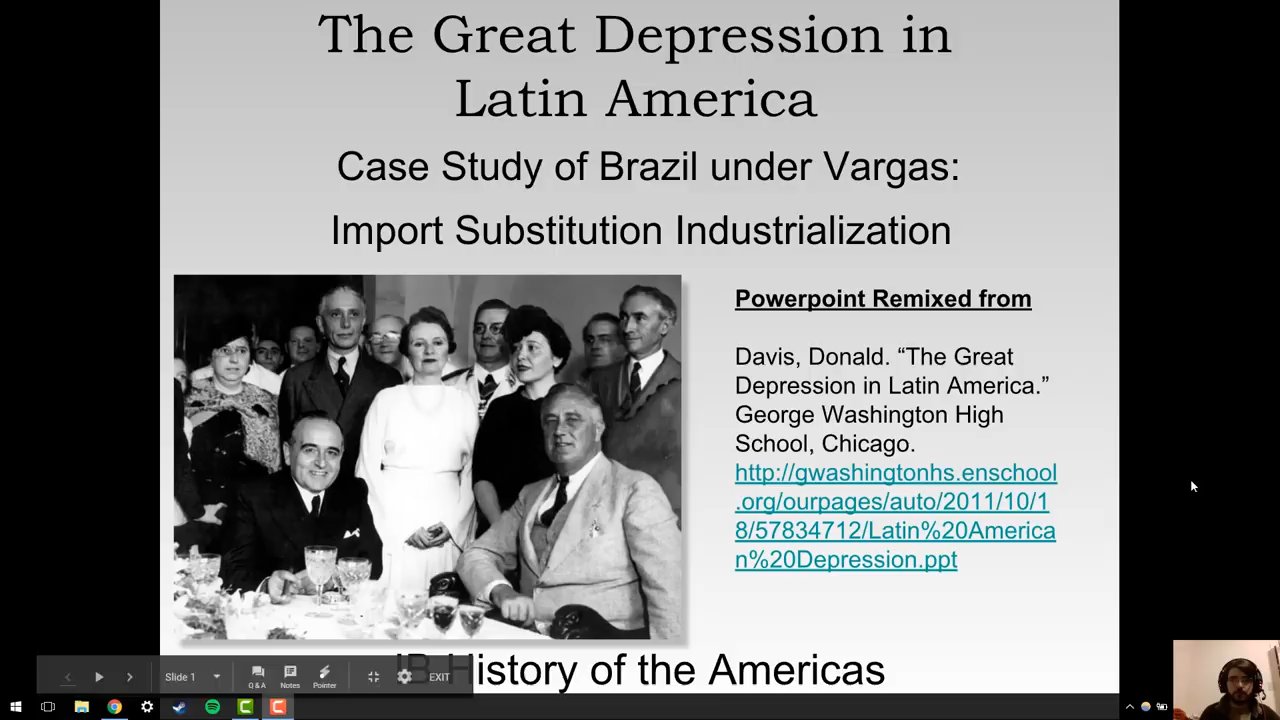 The Great Depression in
Latin America
Case Study of Brazil under Vargas:
Import Substitution Industrialization
Powerpoint Remixed from
Davis, Donald. “The Great
Depression in Latin America.”
George Washington High
School, Chicago.
http://gwashingtonhs.enschool
.org/ourpages/auto/2011/10/1
8/57834712/Latin%20America
n%20Depression.ppt
IB History of the Americas
Slide 1
Q & A
Notes
Pointer
EXIT